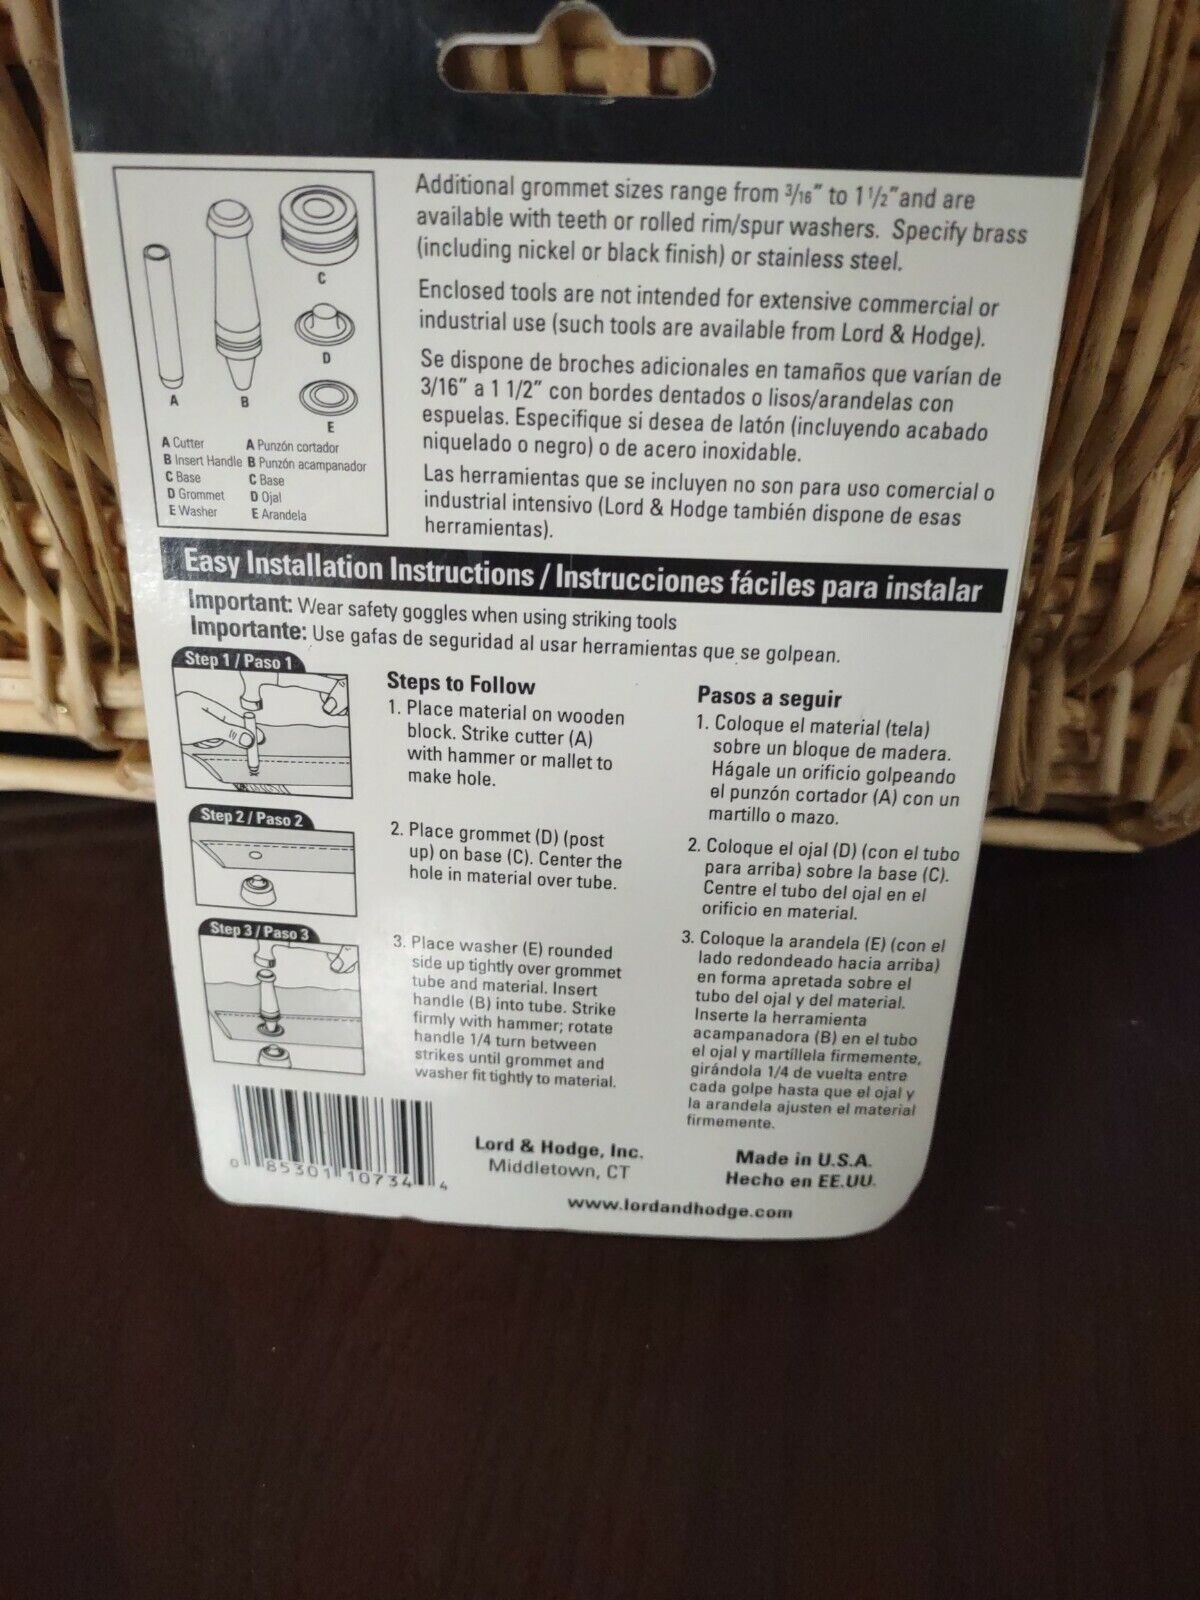 Additional grommet sizes range from 3/16" to 1 1/2"and are
available with teeth or rolled rim/spur washers. Specify brass
(including nickel or black finish) or stainless steel.
Enclosed tools are not intended for extensive commercial or
industrial use (such tools are available from Lord & Hodge).
Se dispone de broches adicionales en tamaños que varían de
3/16" a 1 1/2" con bordes dentados o lisos/arandelas con
espuelas. Especifique si desea de latón (incluyendo acabado
niquelado o negro) o de acero inoxidable.
Las herramientas que se incluyen no son para uso comercial o
industrial intensivo (Lord & Hodge también dispone de esas
herramientas).
C
D
A
B
E
A Cutter A Punzón cortador
B Insert Handle B Punzón acampanador
C Base C Base
D Grommet D Ojal
E Washer E Arandela
Easy Installation Instructions / Instrucciones fáciles para instalar
Important: Wear safety goggles when using striking tools
Importante: Use gafas de seguridad al usar herramientas que se golpean.
Step 1 / Paso 1
Step 2 / Paso 2
Step 3 / Paso 3
Steps to Follow
1. Place material on wooden
block. Strike cutter (A)
with hammer or mallet to
make hole.
2. Place grommet (D) (post
up) on base (C). Center the
hole in material over tube.
3. Place washer (E) rounded
side up tightly over grommet
tube and material. Insert
handle (B) into tube. Strike
firmly with hammer; rotate
handle 1/4 turn between
strikes until grommet and
washer fit tightly to material.
Pasos a seguir
1. Coloque el material (tela)
sobre un bloque de madera.
Hágale un orificio golpeando
el punzón cortador (A) con un
martillo o mazo.
2. Coloque el ojal (D) (con el tubo
para arriba) sobre la base (C).
Centre el tubo del ojal en el
orificio en material.
3. Coloque la arandela (E) (con el
lado redondeado hacia arriba)
en forma apretada sobre el
tubo del ojal y del material.
Inserte la herramienta
acampanadora (B) en el tubo
el ojal y martíllela firmemente,
girándola 1/4 de vuelta entre
cada golpe hasta que el ojal y
la arandela ajusten el material
firmemente.
0 85301 10734 4
Lord & Hodge, Inc.
Middletown, CT
Made in U.S.A.
Hecho en EE.UU.
www.lordandhodge.com